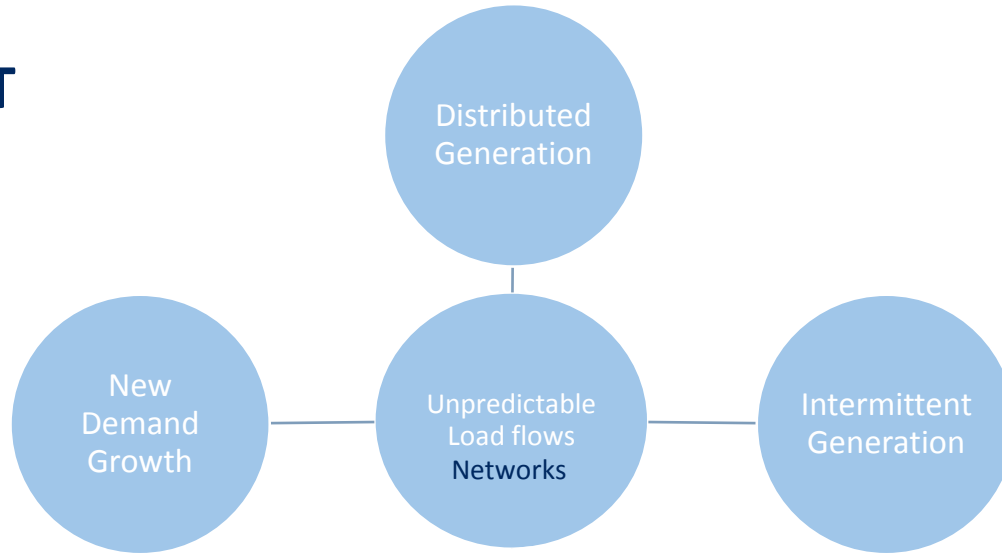 T
Distributed
Generation
New
Demand
Growth
Unpredictable
Load flows
Networks
Intermittent
Generation